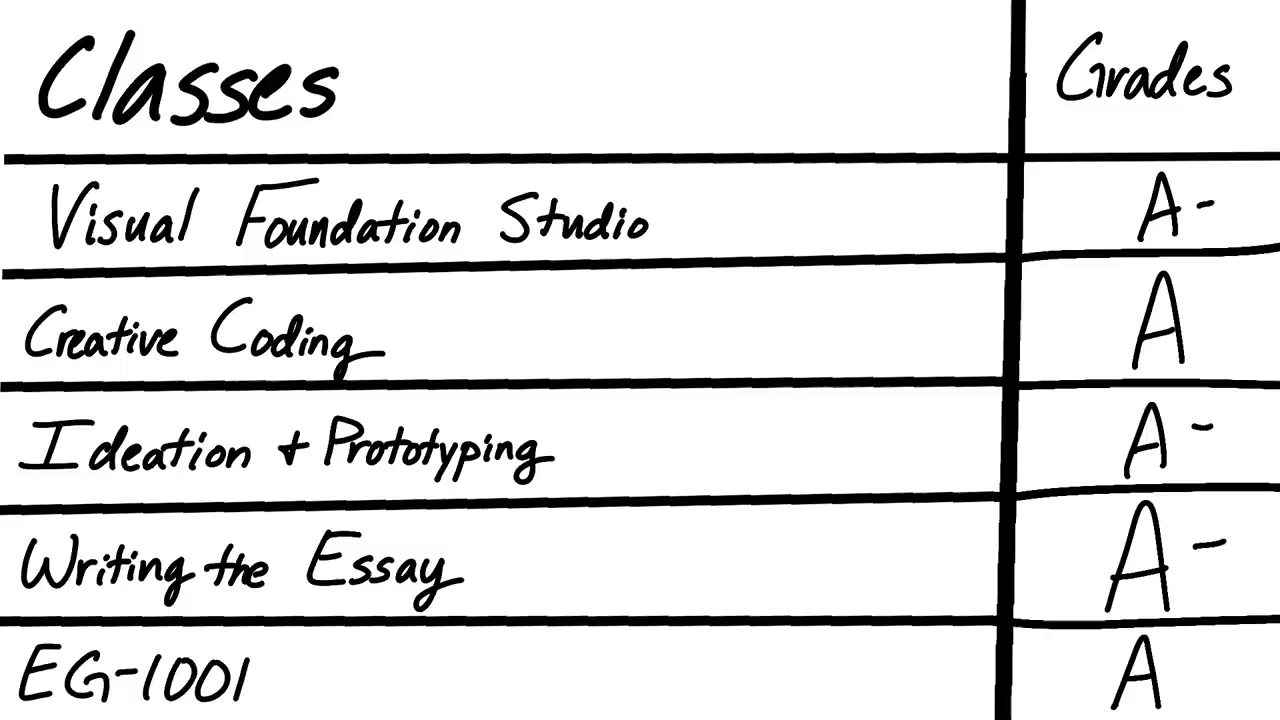 Classes Grades
Visual Foundation Studio A-
Creative Coding A
Ideation + Prototyping A-
Writing the Essay A-
EG-1001 A